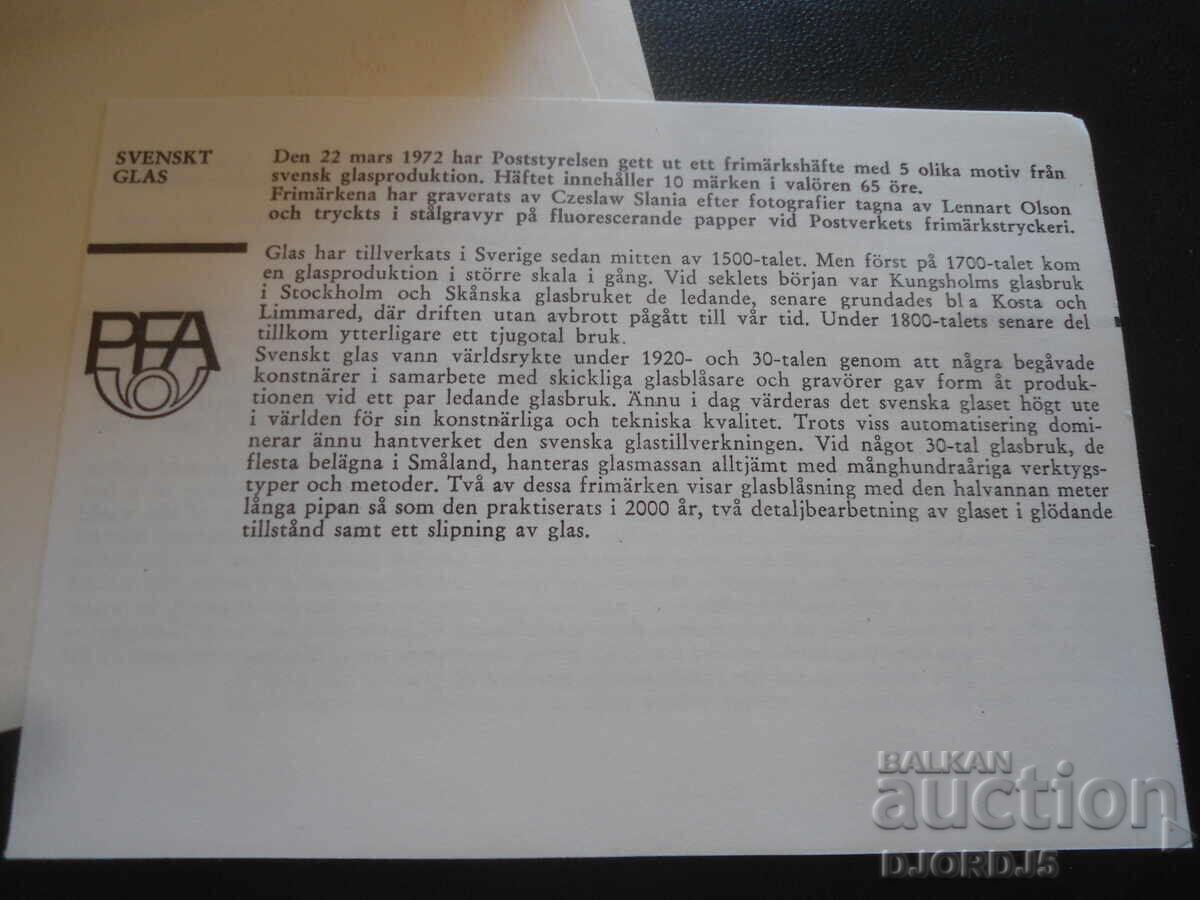 SVENSKT
GLAS
Den 22 mars 1972 har Poststyrelsen gett ut ett frimärkshäfte med 5 olika motiv från
svensk glasproduktion. Häftet innehåller 10 märken i valören 65 öre.
Frimärkena har graverats av Czeslaw Slania efter fotografier tagna av Lennart Olson
och tryckts i stålgravyr på fluorescerande papper vid Postverkets frimärkstryckeri.
Glas har tillverkats i Sverige sedan mitten av 1500-talet. Men först på 1700-talet kom
en glasproduktion i större skala i gång. Vid seklets början var Kungsholms glasbruk
i Stockholm och Skånska glasbruket de ledande, senare grundades bl a Kosta och
Limmared, där driften utan avbrott pågått till vår tid. Under 1800-talets senare del
tillkom ytterligare ett tjugotal bruk.
Svenskt glas vann världsrykte under 1920- och 30-talen genom att några begåvade
konstnärer i samarbete med skickliga glasblåsare och gravörer gav form åt produk-
tionen vid ett par ledande glasbruk. Ännu i dag värderas det svenska glaset högt ute
i världen för sin konstnärliga och tekniska kvalitet. Trots viss automatisering domi-
nerar ännu hantverket den svenska glastillverkningen. Vid något 30-tal glasbruk, de
flesta belägna i Småland, hanteras glasmassan alltjämt med månghundraåriga verktygs-
typer och metoder. Två av dessa frimärken visar glasblåsning med den halvannan meter
långa pipan så som den praktiserats i 2000 år, två detaljbearbetning av glaset i glödande
tillstånd samt ett slipning av glas.
PFA
BALKAN
auction
DJORDJ5